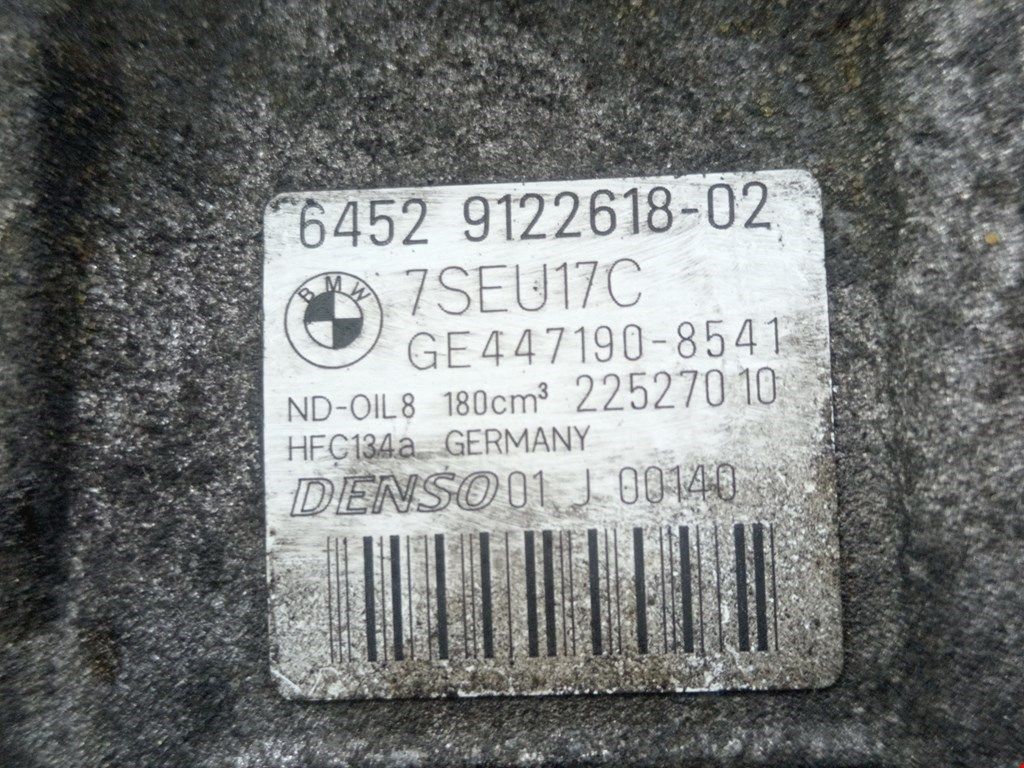 6452 9122618-02
BMW
7SEU17C
GE447190-8541
ND-OIL8 180cm³ 22527010
HFC134a GERMANY
DENSO 01 J 00140